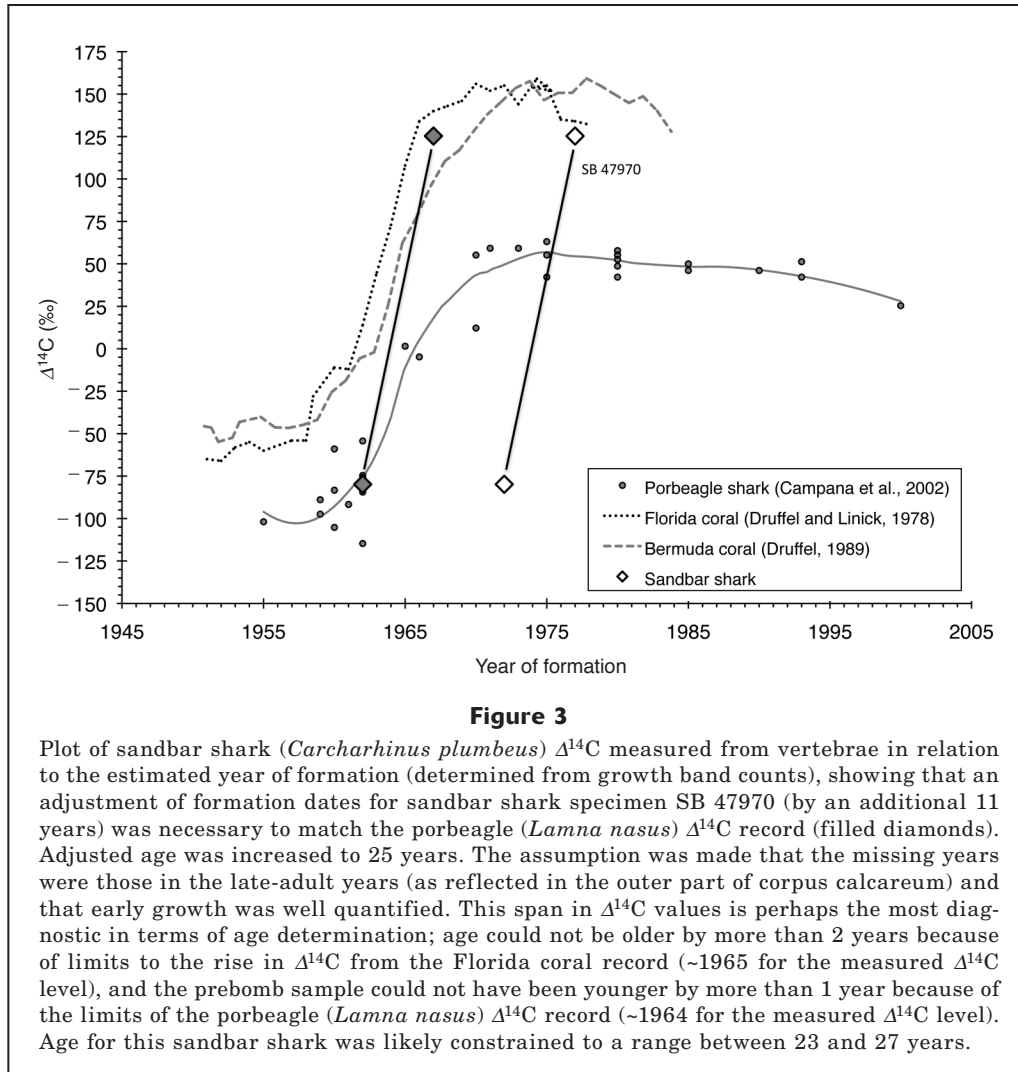 175
150
125
100
75
50
25
0
– 25
– 50
– 75
– 100
– 125
– 150
Δ¹⁴C (‰)
SB 47970
Porbeagle shark (Campana et al., 2002)
Florida coral (Druffel and Linick, 1978)
Bermuda coral (Druffel, 1989)
Sandbar shark
1945 1955 1965 1975 1985 1995 2005
Year of formation
Figure 3
Plot of sandbar shark (Carcharhinus plumbeus) Δ¹⁴C measured from vertebrae in relation
to the estimated year of formation (determined from growth band counts), showing that an
adjustment of formation dates for sandbar shark specimen SB 47970 (by an additional 11
years) was necessary to match the porbeagle (Lamna nasus) Δ¹⁴C record (filled diamonds).
Adjusted age was increased to 25 years. The assumption was made that the missing years
were those in the late-adult years (as reflected in the outer part of corpus calcareum) and
that early growth was well quantified. This span in Δ¹⁴C values is perhaps the most diag-
nostic in terms of age determination; age could not be older by more than 2 years because
of limits to the rise in Δ¹⁴C from the Florida coral record (~1965 for the measured Δ¹⁴C
level), and the prebomb sample could not have been younger by more than 1 year because of
the limits of the porbeagle (Lamna nasus) Δ¹⁴C record (~1964 for the measured Δ¹⁴C level).
Age for this sandbar shark was likely constrained to a range between 23 and 27 years.